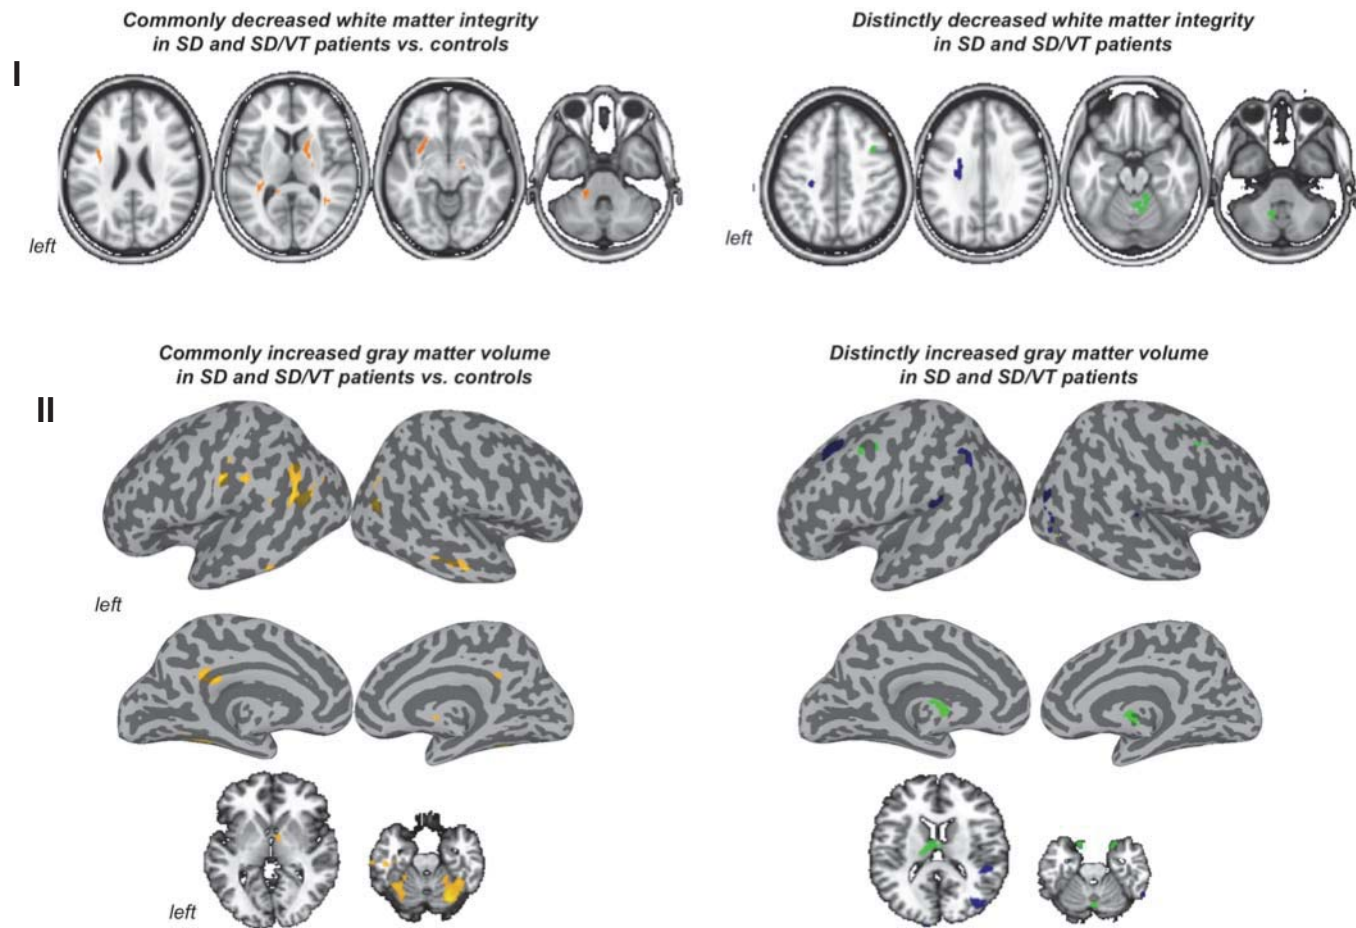 Commonly decreased white matter integrity
in SD and SD/VT patients vs. controls
Distinctly decreased white matter integrity
in SD and SD/VT patients
I
left
left
Commonly increased gray matter volume
in SD and SD/VT patients vs. controls
Distinctly increased gray matter volume
in SD and SD/VT patients
II
left
left